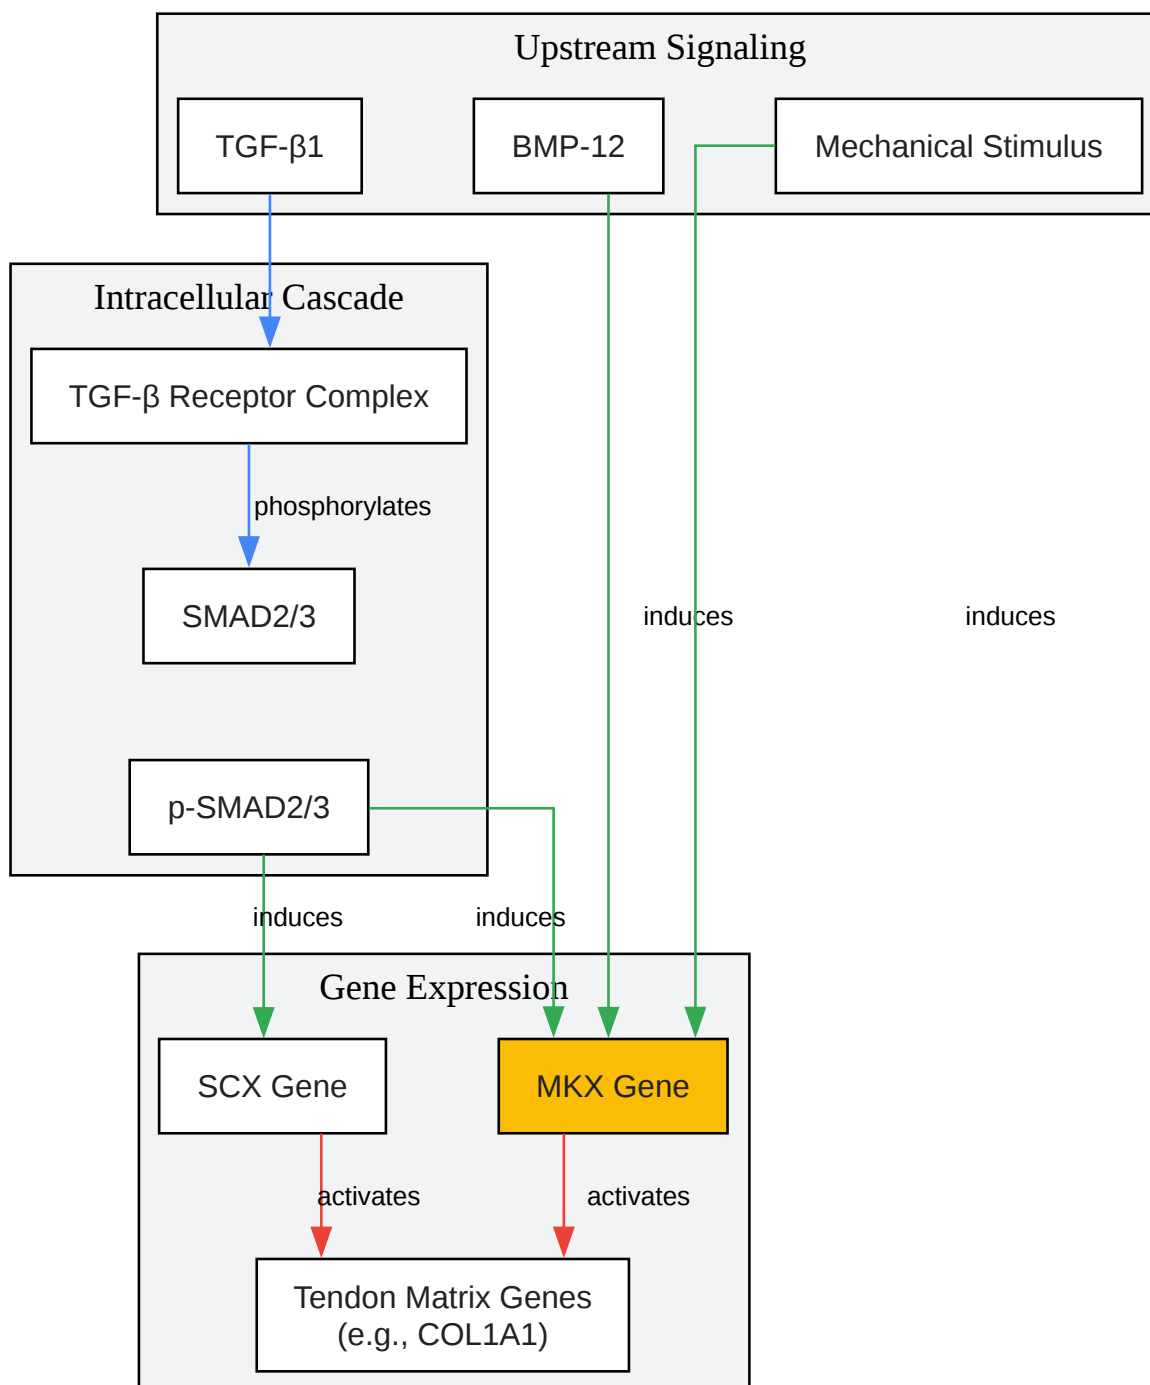 Upstream Signaling
TGF-β1
BMP-12
Mechanical Stimulus
Intracellular Cascade
TGF-β Receptor Complex
phosphorylates
SMAD2/3
induces
induces
p-SMAD2/3
induces
induces
Gene Expression
SCX Gene
MKX Gene
activates
activates
Tendon Matrix Genes
(e.g., COL1A1)